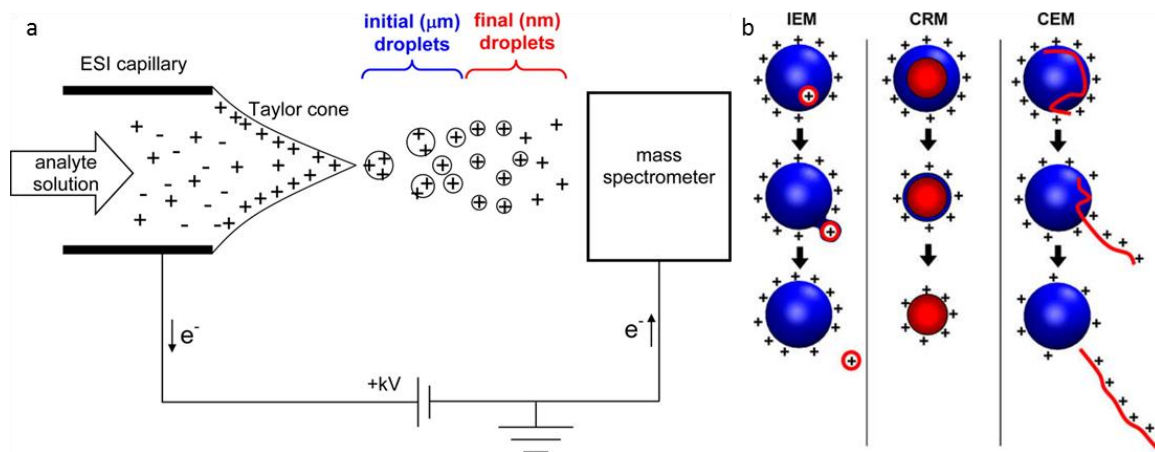 a
initial (μm)
droplets
final (nm)
droplets
ESI capillary
Taylor cone
analyte
solution
mass
spectrometer
e-
e-
+kV
b
IEM
CRM
CEM